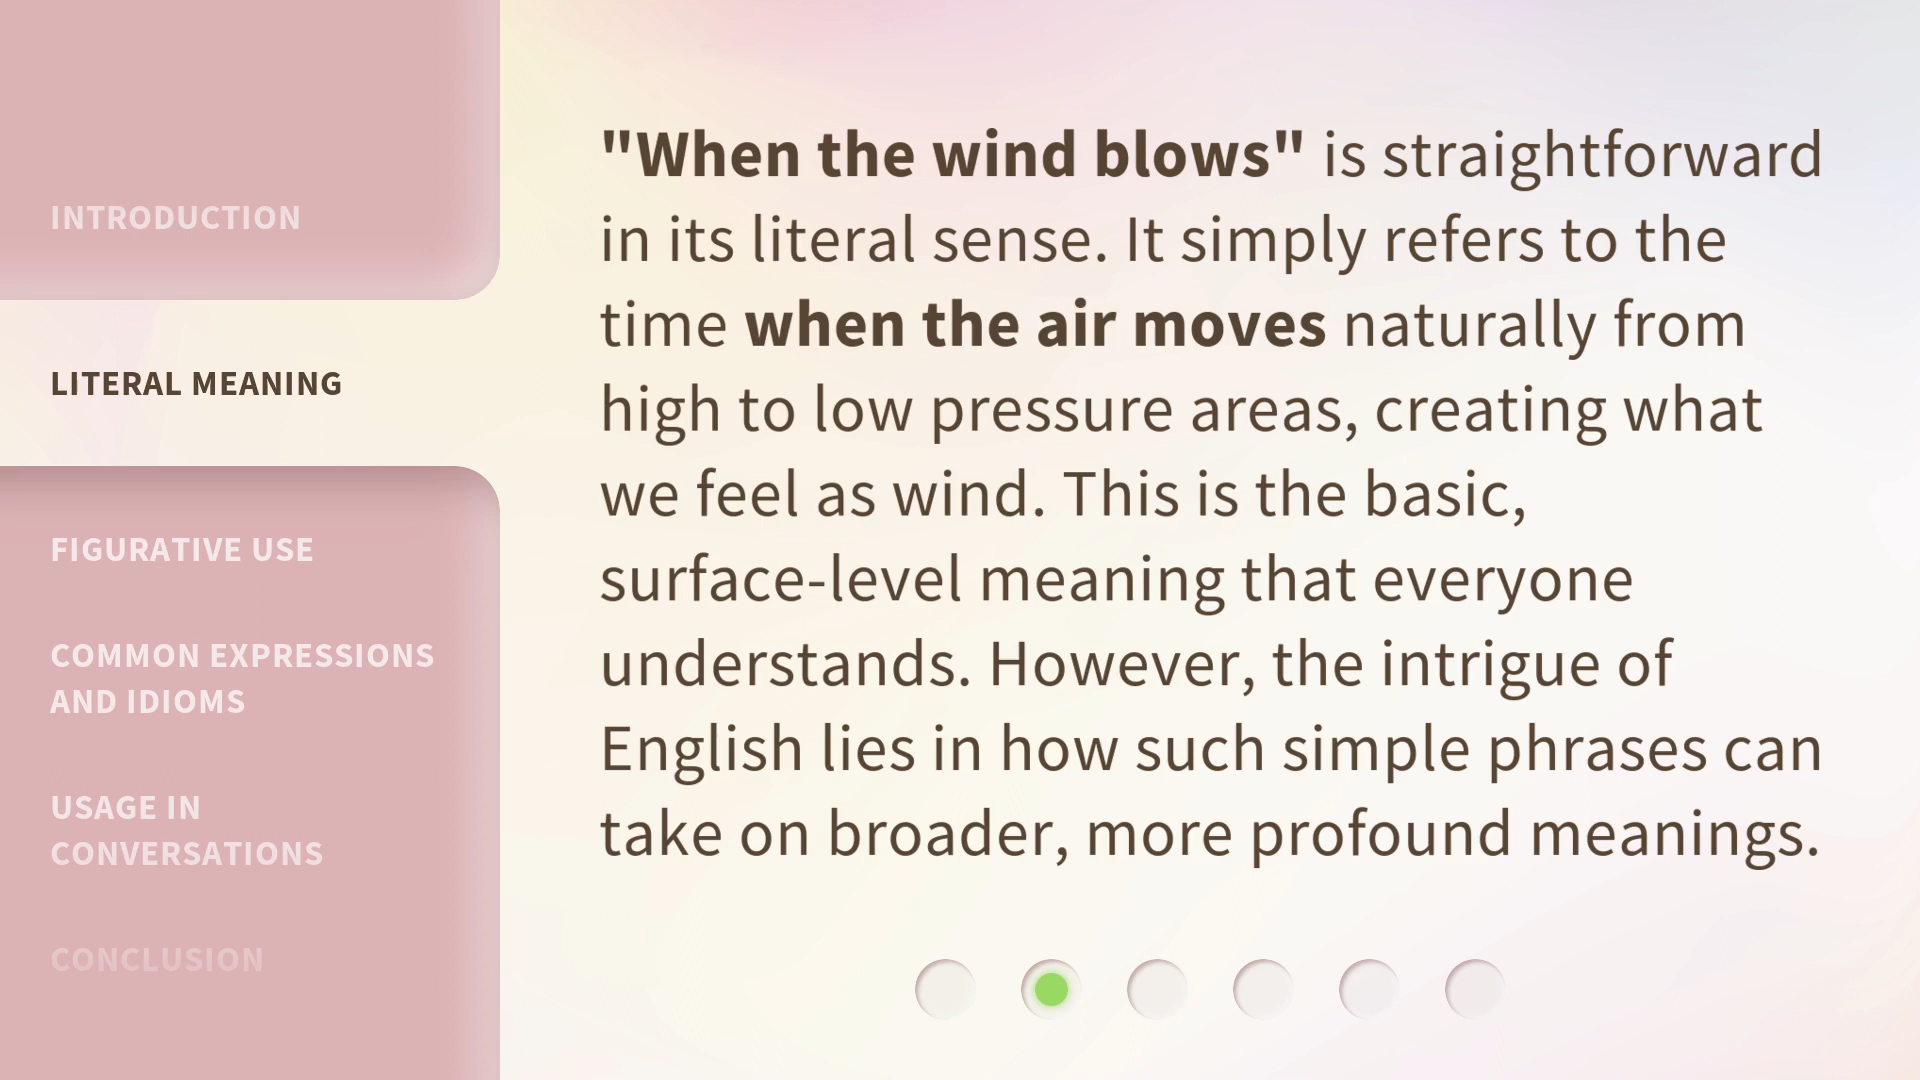 INTRODUCTION
LITERAL MEANING
FIGURATIVE USE
COMMON EXPRESSIONS
AND IDIOMS
USAGE IN
CONVERSATIONS
CONCLUSION
"When the wind blows" is straightforward
in its literal sense. It simply refers to the
time when the air moves naturally from
high to low pressure areas, creating what
we feel as wind. This is the basic,
surface-level meaning that everyone
understands. However, the intrigue of
English lies in how such simple phrases can
take on broader, more profound meanings.